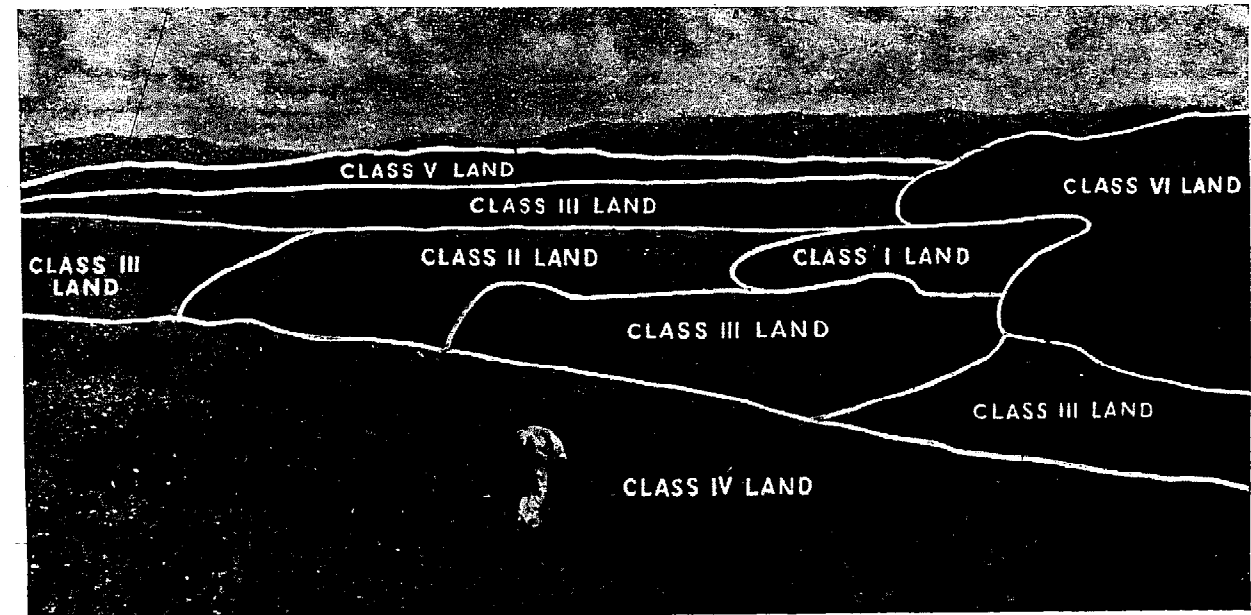 CLASS V LAND
CLASS VI LAND
CLASS III LAND
CLASS III
LAND
CLASS II LAND
CLASS I LAND
CLASS III LAND
CLASS III LAND
CLASS IV LAND